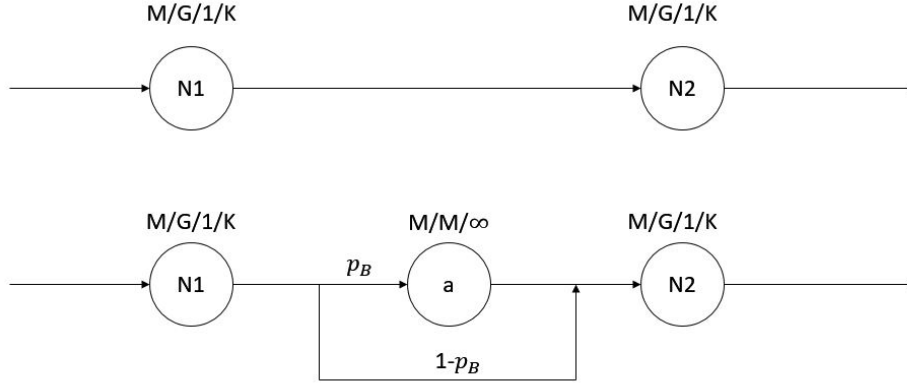 M/G/1/K M/G/1/K
N1 N2
M/G/1/K M/M/∞ M/G/1/K
N1 p_B a N2
1-p_B